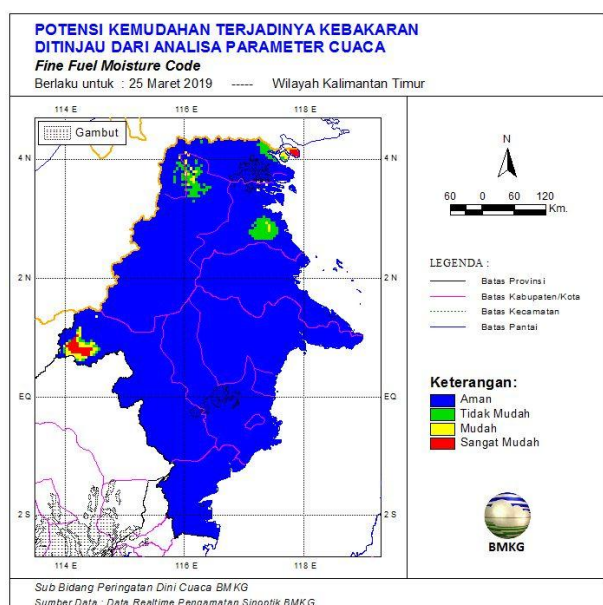 POTENSI KEMUDAHAN TERJADINYA KEBAKARAN
DITINJAU DARI ANALISA PARAMETER CUACA
Fine Fuel Moisture Code
Berlaku untuk : 25 Maret 2019 ----- Wilayah Kalimantan Timur
114 E 116 E 118 E
Gambut
4 N 4 N
2 N 2 N
EQ EQ
2 S 2 S
114 E 116 E 118 E
N
60 0 60 120
Km.
LEGENDA :
Batas Provinsi
Batas Kabupaten/Kota
Batas Kecamatan
Batas Pantai
Keterangan:
Aman
Tidak Mudah
Mudah
Sangat Mudah
BMKG
Sub Bidang Peringatan Dini Cuaca BMKG
Sumber Data : Data Realtime Pengamatan Sinoptik BMKG